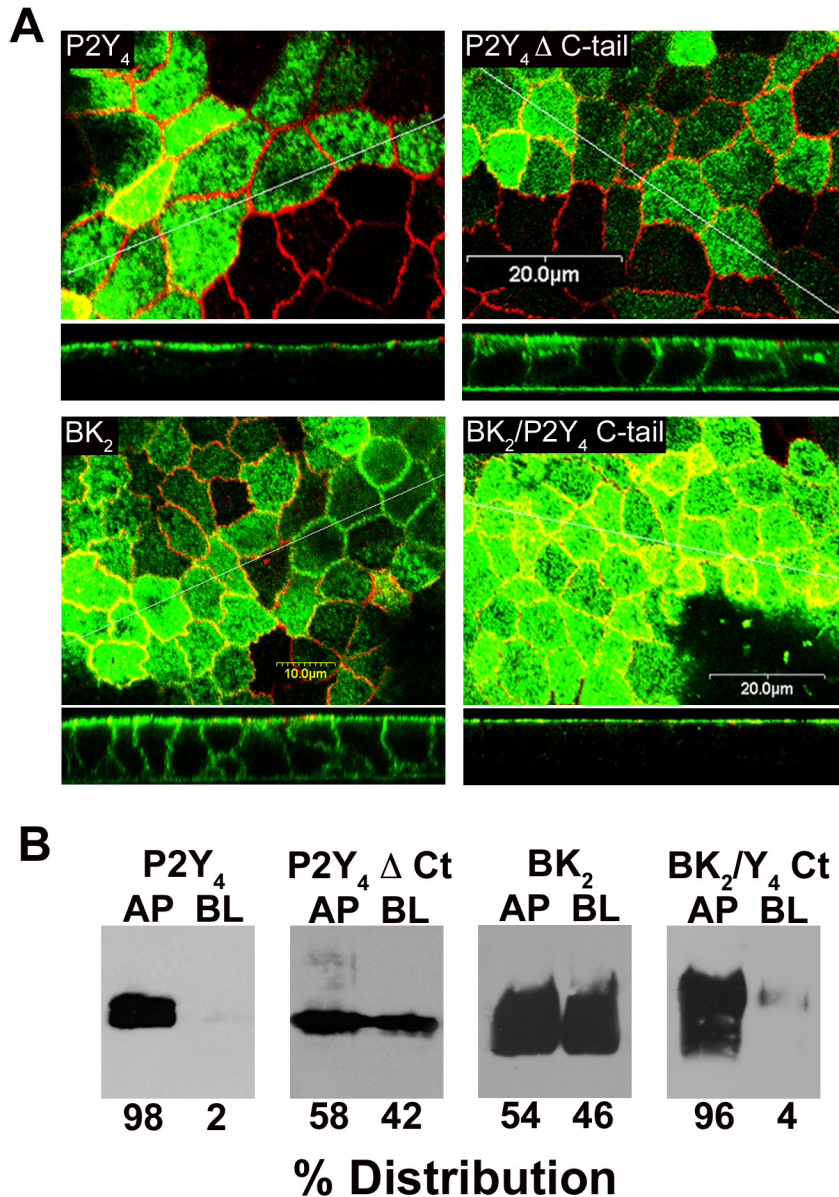 A
P2Y4
P2Y4 Δ C-tail
20.0µm
BK2
BK2/P2Y4 C-tail
10.0µm
20.0µm
B
P2Y4
P2Y4 Δ Ct
BK2
BK2/Y4 Ct
AP BL
AP BL
AP BL
AP BL
98 2
58 42
54 46
96 4
% Distribution